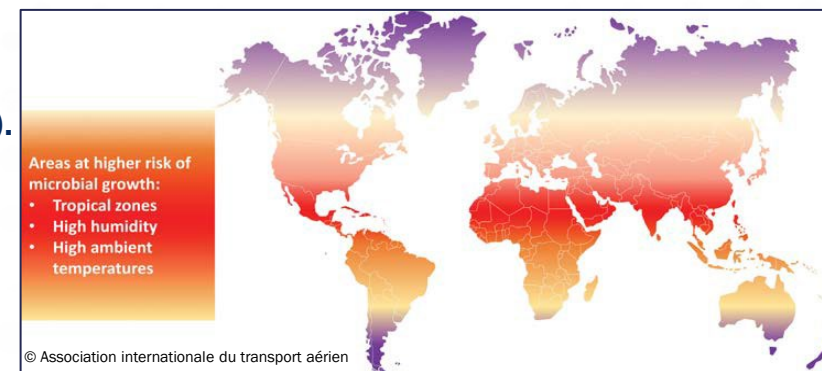 ).
Areas at higher risk of
microbial growth:
• Tropical zones
• High humidity
• High ambient
temperatures
© Association internationale du transport aérien